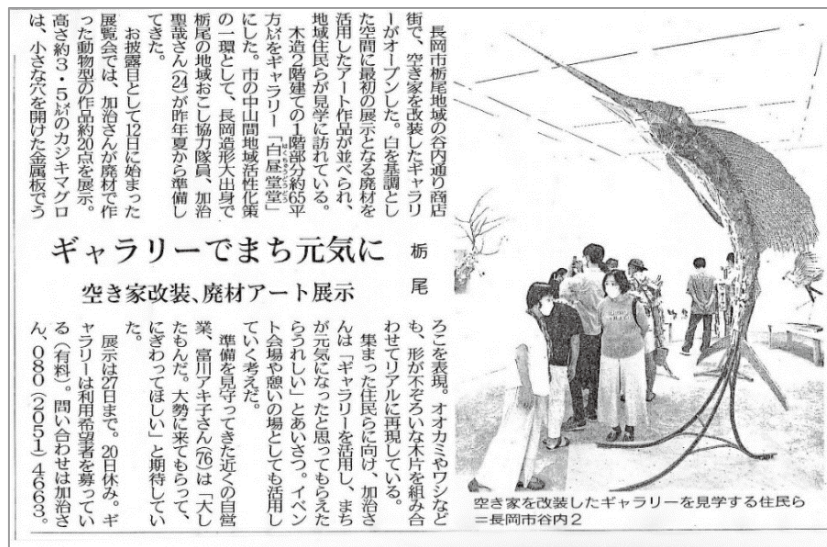 長岡市栃尾地域の谷内通り商店
街で、空き家を改装したギャラリ
ーがオープンした。白を基調とし
た空間に最初の展示となる廃材を
活用したアート作品が並べられ、
地域住民らが見学に訪れている。
木造2階建ての1階部分約65平
方㍍をギャラリー「白昼堂堂」
にした。市の中山間地域活性化策
の一環として、長岡造形大出身で
栃尾の地域おこし協力隊員、加治
聖哉さん(24)が昨年夏から準備し
てきた。
お披露目として12日に始まった
展覧会では、加治さんが廃材で作
った動物型の作品約20点を展示。
高さ約3・5㍍のカジキマグロ
は、小さな穴を開けた金属板でう
栃尾
ギャラリーでまち元気に
空き家改装、廃材アート展示
ろこを表現。オオカミやワシなど
も、形が不ぞろいな木片を組み合
わせてリアルに再現している。
集まった住民らに向け、加治さ
んは「ギャラリーを活用し、まち
が元気になったと思ってもらえた
らうれしい」とあいさつ。イベン
ト会場や憩いの場としても活用し
ていく考えだ。
準備を見守ってきた近くの自営
業、富川アキ子さん(76)は「大し
たもんだ。大勢に来てもらって、
にぎわってほしい」と期待してい
た。
展示は27日まで。20日休み。ギ
ャラリーは利用希望者を募ってい
る(有料)。問い合わせは加治さ
ん、080(2051)4663。
空き家を改装したギャラリーを見学する住民ら
=長岡市谷内2